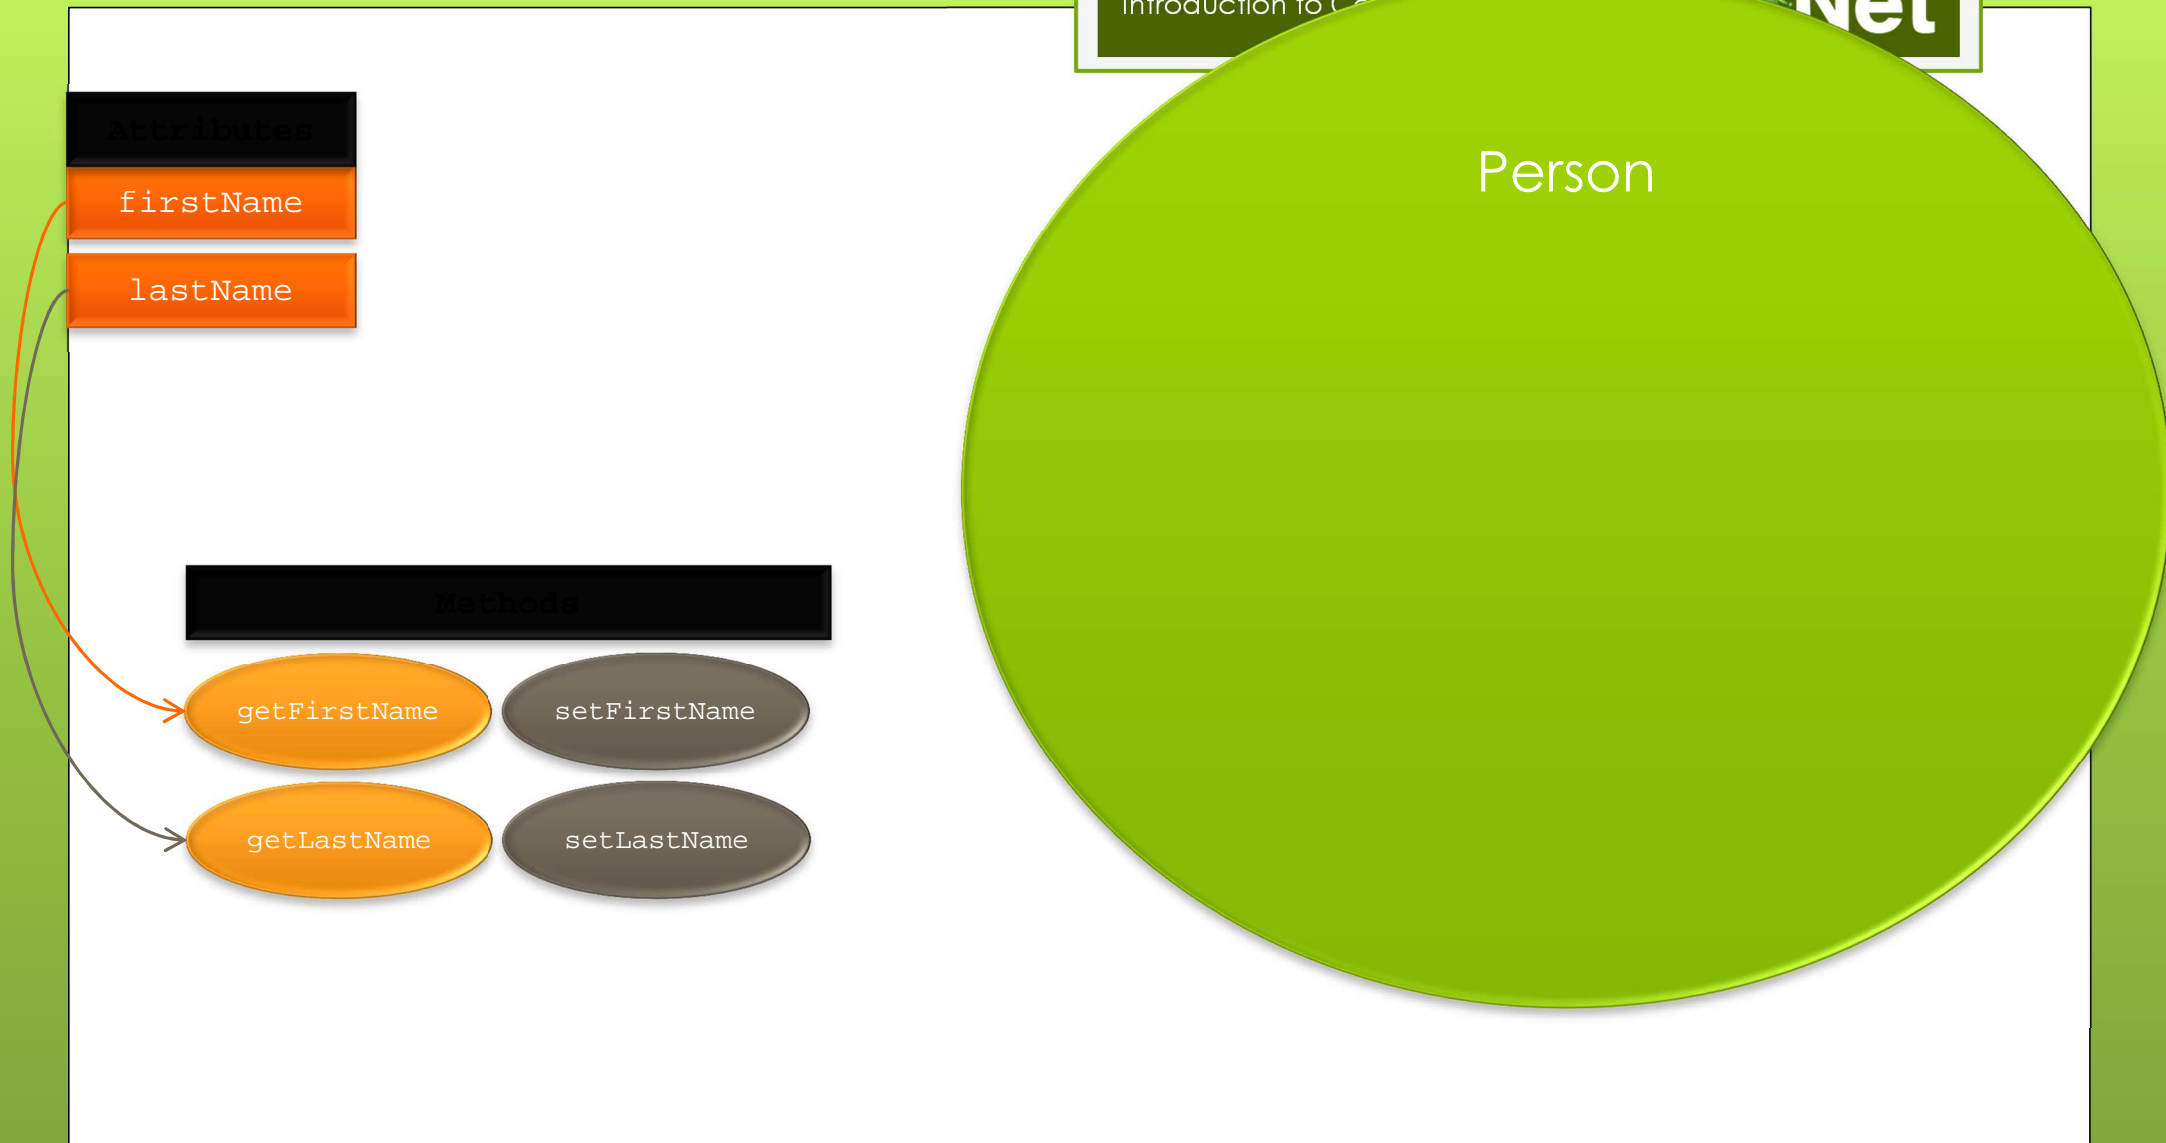 Introduction to
Net
Attributes
Person
firstName
lastName
Methods
getFirstName
setFirstName
getLastName
setLastName